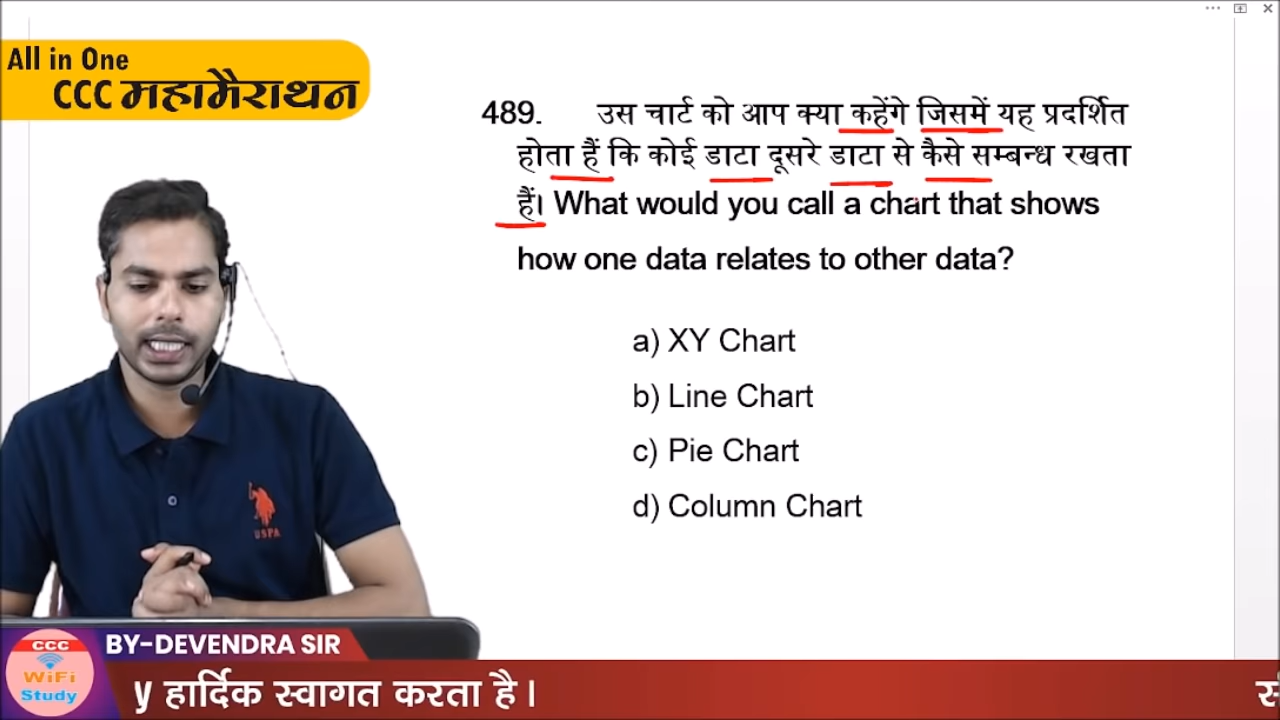 All in One
CCC महामैराथन
489. उस चार्ट को आप क्या कहेंगे जिसमें यह प्रदर्शित
होता हैं कि कोई डाटा दूसरे डाटा से कैसे सम्बन्ध रखता
हैं। What would you call a chart that shows
how one data relates to other data?
a) XY Chart
b) Line Chart
c) Pie Chart
d) Column Chart
USPA
BY-DEVENDRA SIR
CCC
WiFi
Study
y हार्दिक स्वागत करता है।